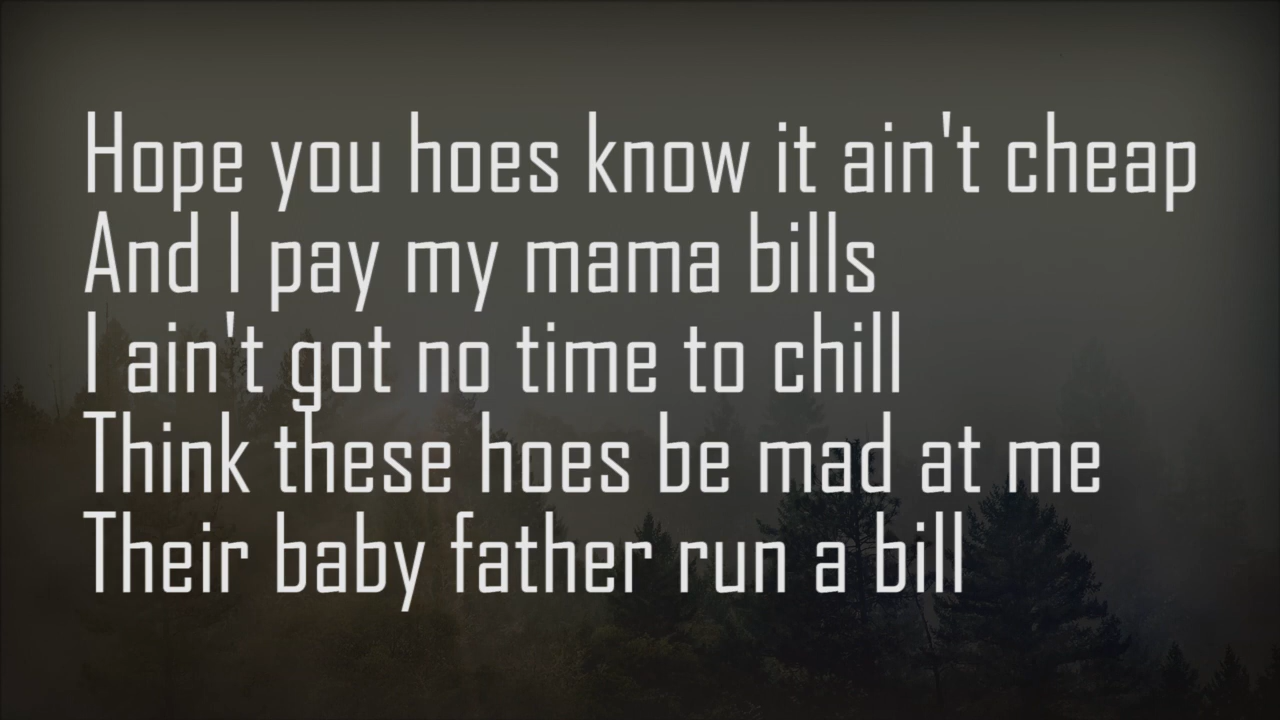 Hope you hoes know it ain't cheap
And I pay my mama bills
I ain't got no time to chill
Think these hoes be mad at me
Their baby father run a bill